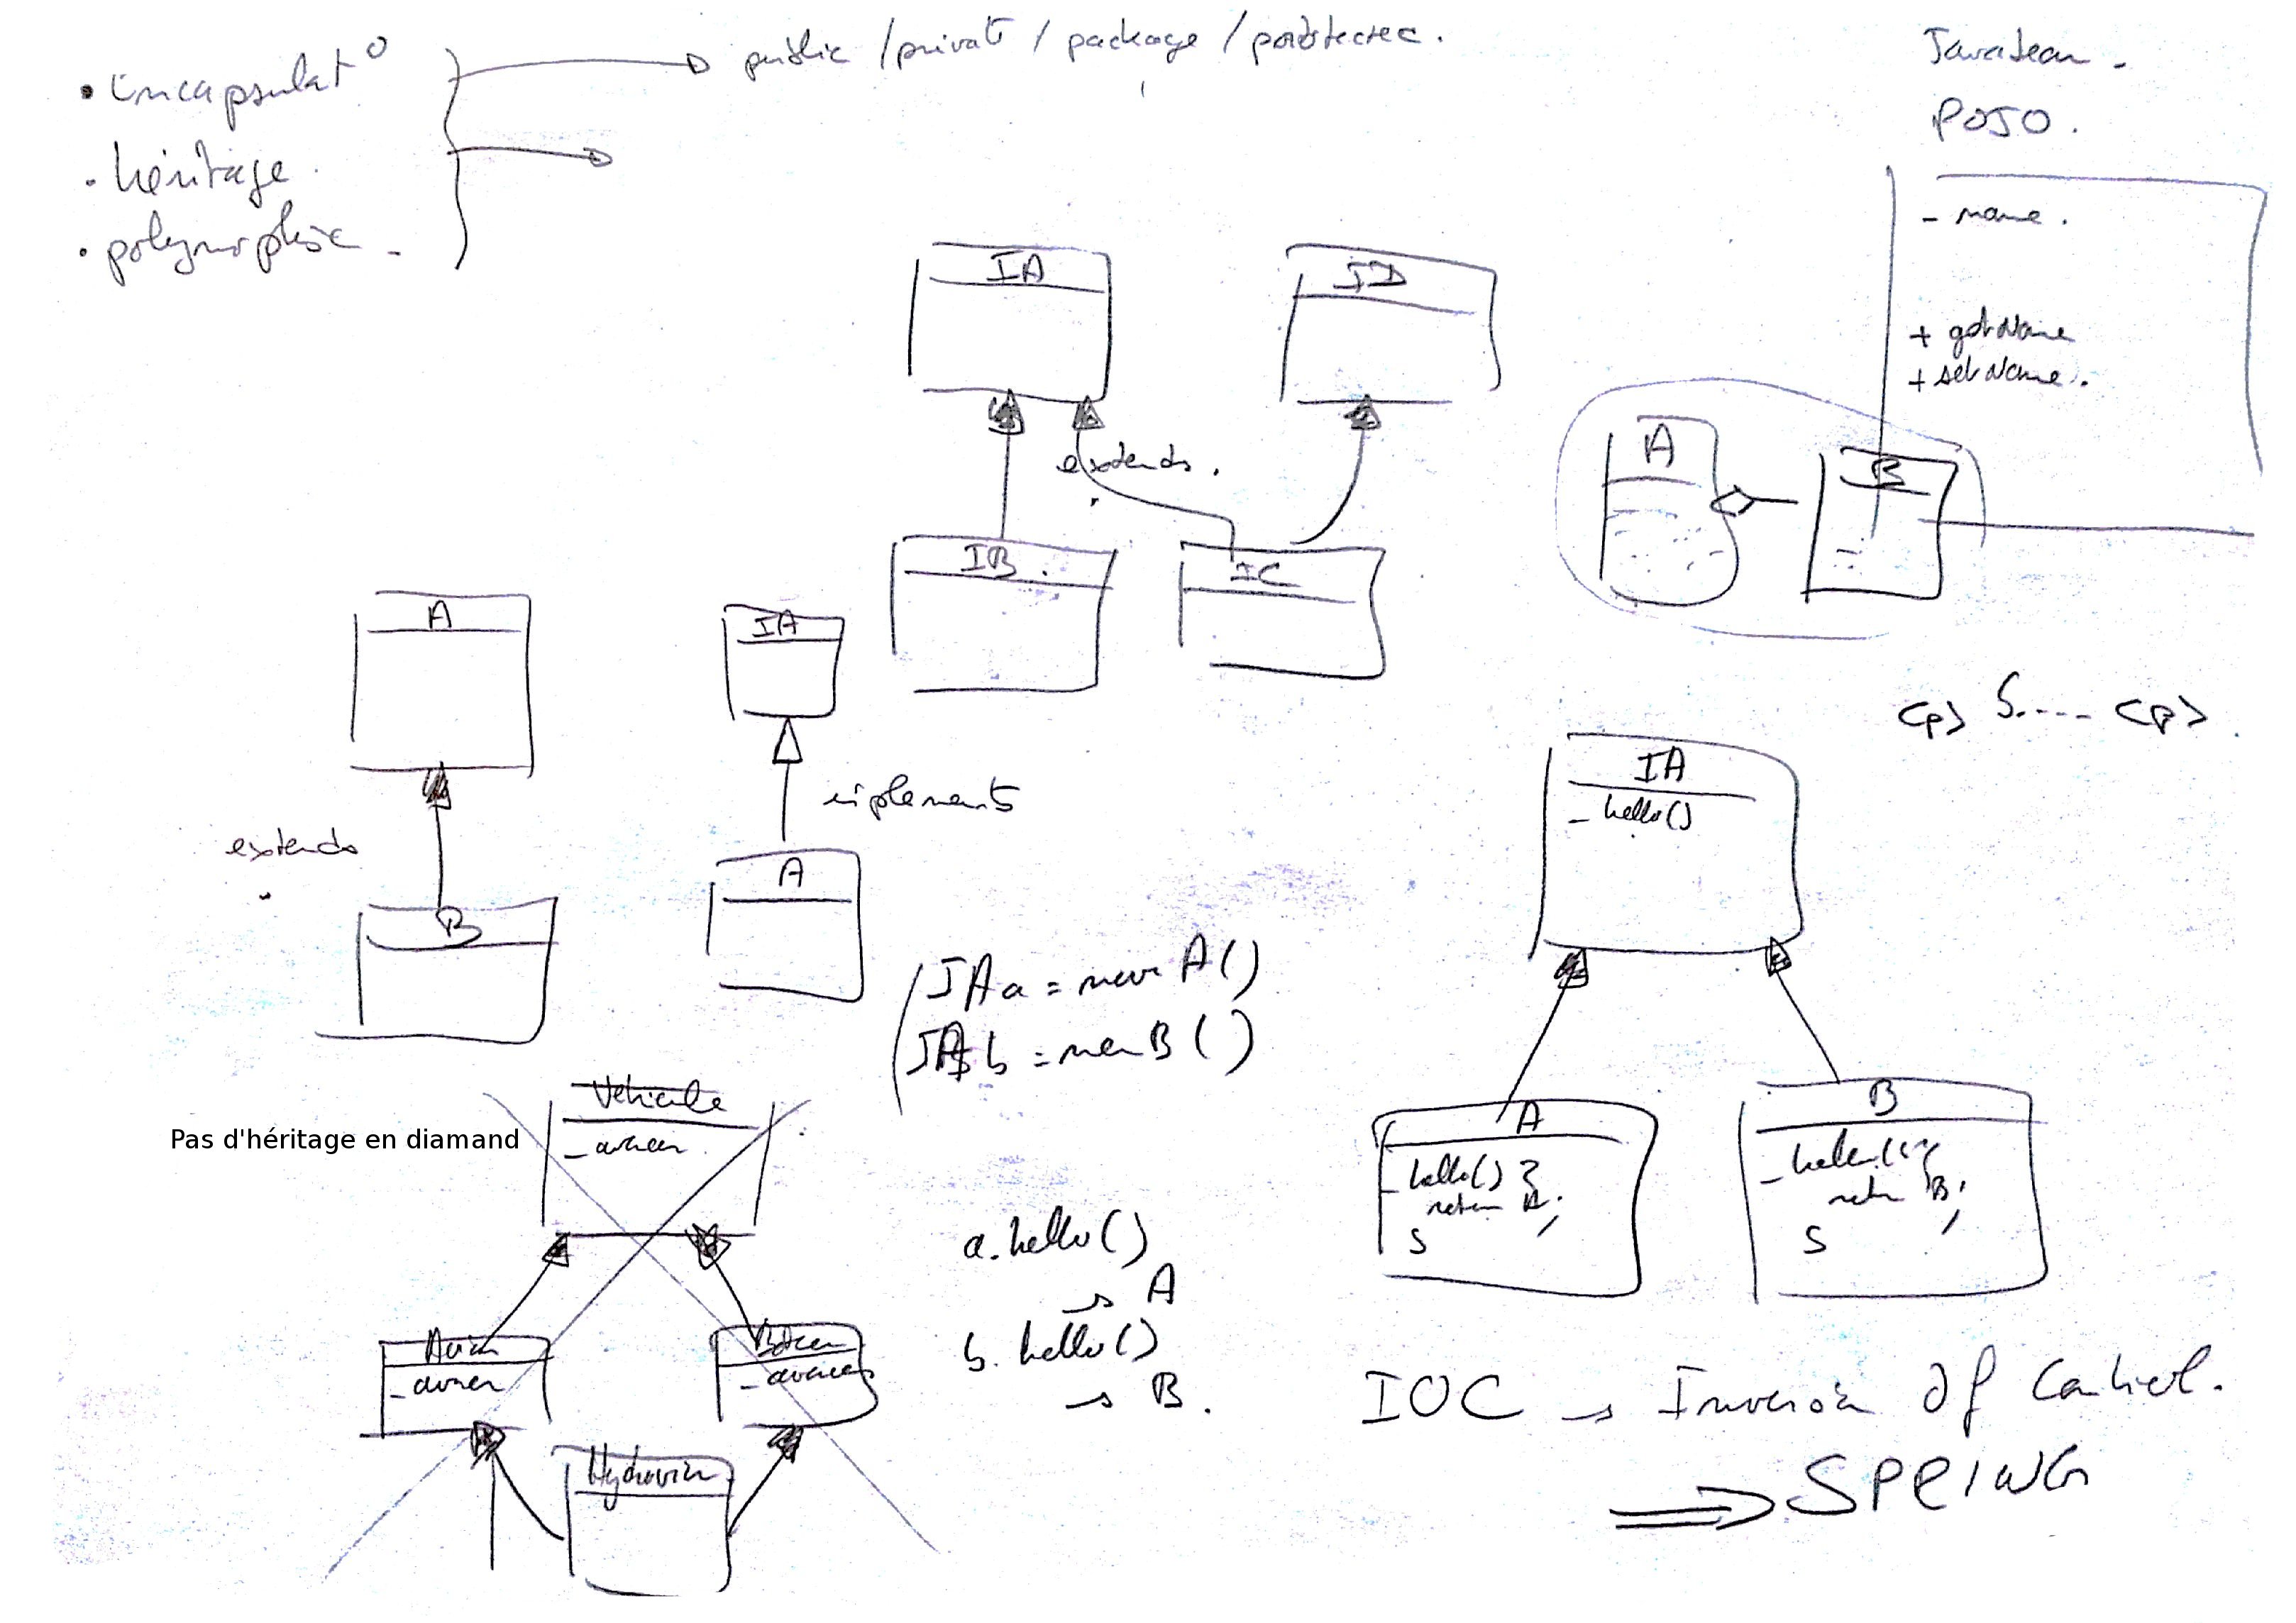 • Encapsulat°
• héritage.
• polymorphisme.
public / private / package / protected.
Javabean.
POJO.
- name.
+ getName
+ setName.
IA
ID
extends.
IB.
IC
A
B
A
extends
B
IA
implements
A
IA a = new A()
IA b = new B()
<p> S.... <p>
IA
- hello()
A
- hello() {
return A;
}
B
- hello() {
return B;
}
Pas d'héritage en diamand
Vehicule
- avancer
Avion
- avancer
Bateau
- avancer
Hydravion
a.hello()
→ A
b.hello()
→ B.
IOC → Inversion Of Control.
⇒ SPRING